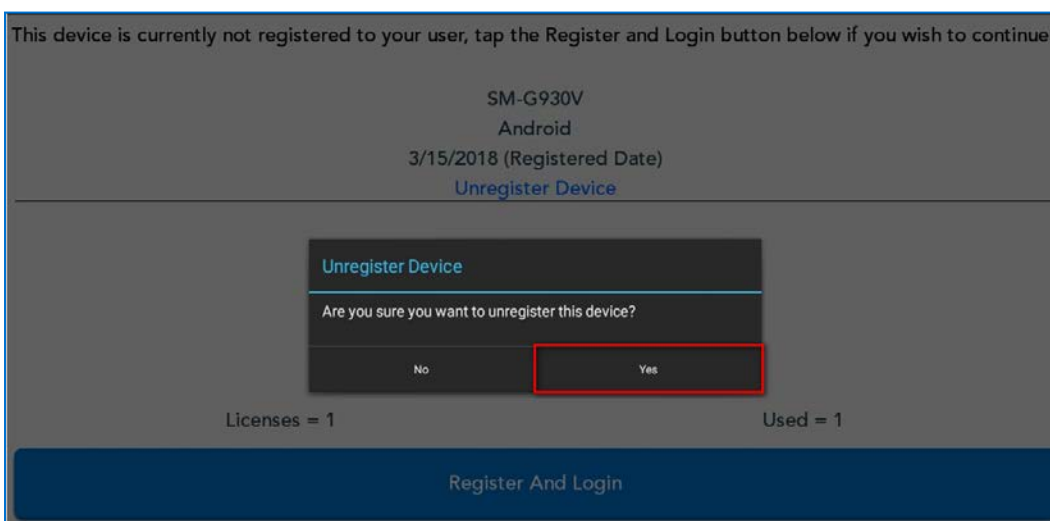 This device is currently not registered to your user, tap the Register and Login button below if you wish to continue
SM-G930V
Android
3/15/2018 (Registered Date)
Unregister Device
Unregister Device
Are you sure you want to unregister this device?
No Yes
Licenses = 1 Used = 1
Register And Login